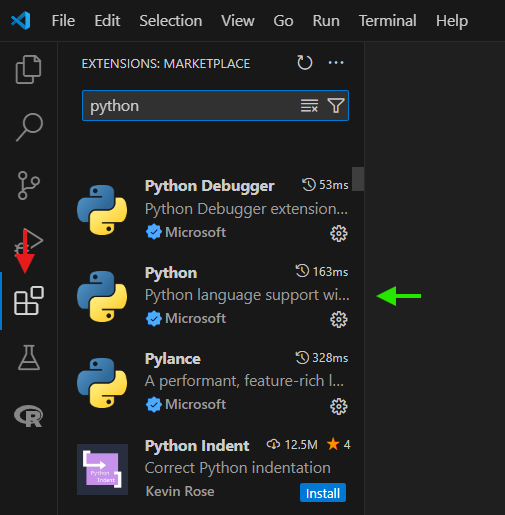 File Edit Selection View Go Run Terminal Help
EXTENSIONS: MARKETPLACE
python
Python Debugger 53ms
Python Debugger extension...
Microsoft
Python 163ms
Python language support wi...
Microsoft
Pylance 328ms
A performant, feature-rich l...
Microsoft
Python Indent 12.5M 4
Correct Python indentation
Python
Indent
Kevin Rose Install
R